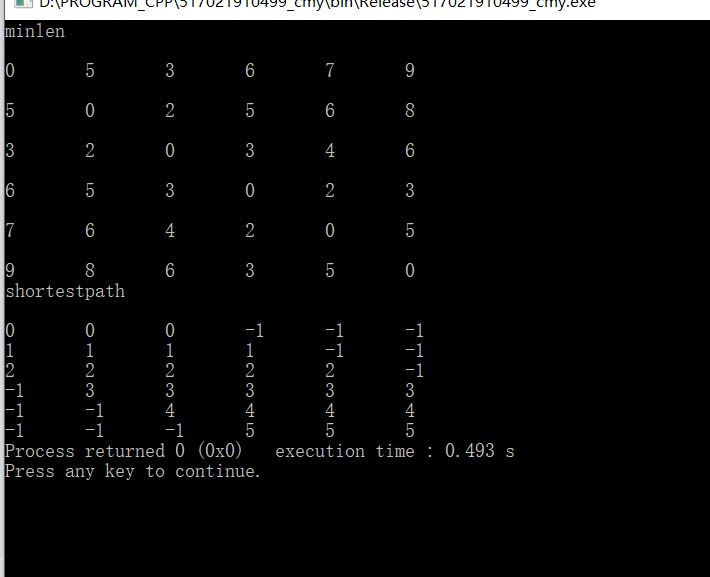 D:\PROGRAM_CPP\517021910499_cmy\bin\Release\517021910499_cmy.exe
minlen
0 5 3 6 7 9
5 0 2 5 6 8
3 2 0 3 4 6
6 5 3 0 2 3
7 6 4 2 0 5
9 8 6 3 5 0
shortestpath
0 0 0 -1 -1 -1
1 1 1 1 -1 -1
2 2 2 2 2 -1
-1 3 3 3 3 3
-1 -1 4 4 4 4
-1 -1 -1 5 5 5
Process returned 0 (0x0) execution time : 0.493 s
Press any key to continue.